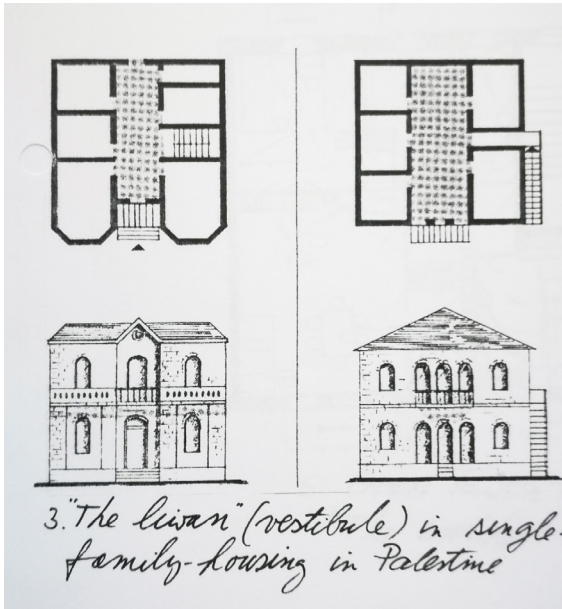 3. "The liwan" (vestibule) in single-
family-housing in Palestine